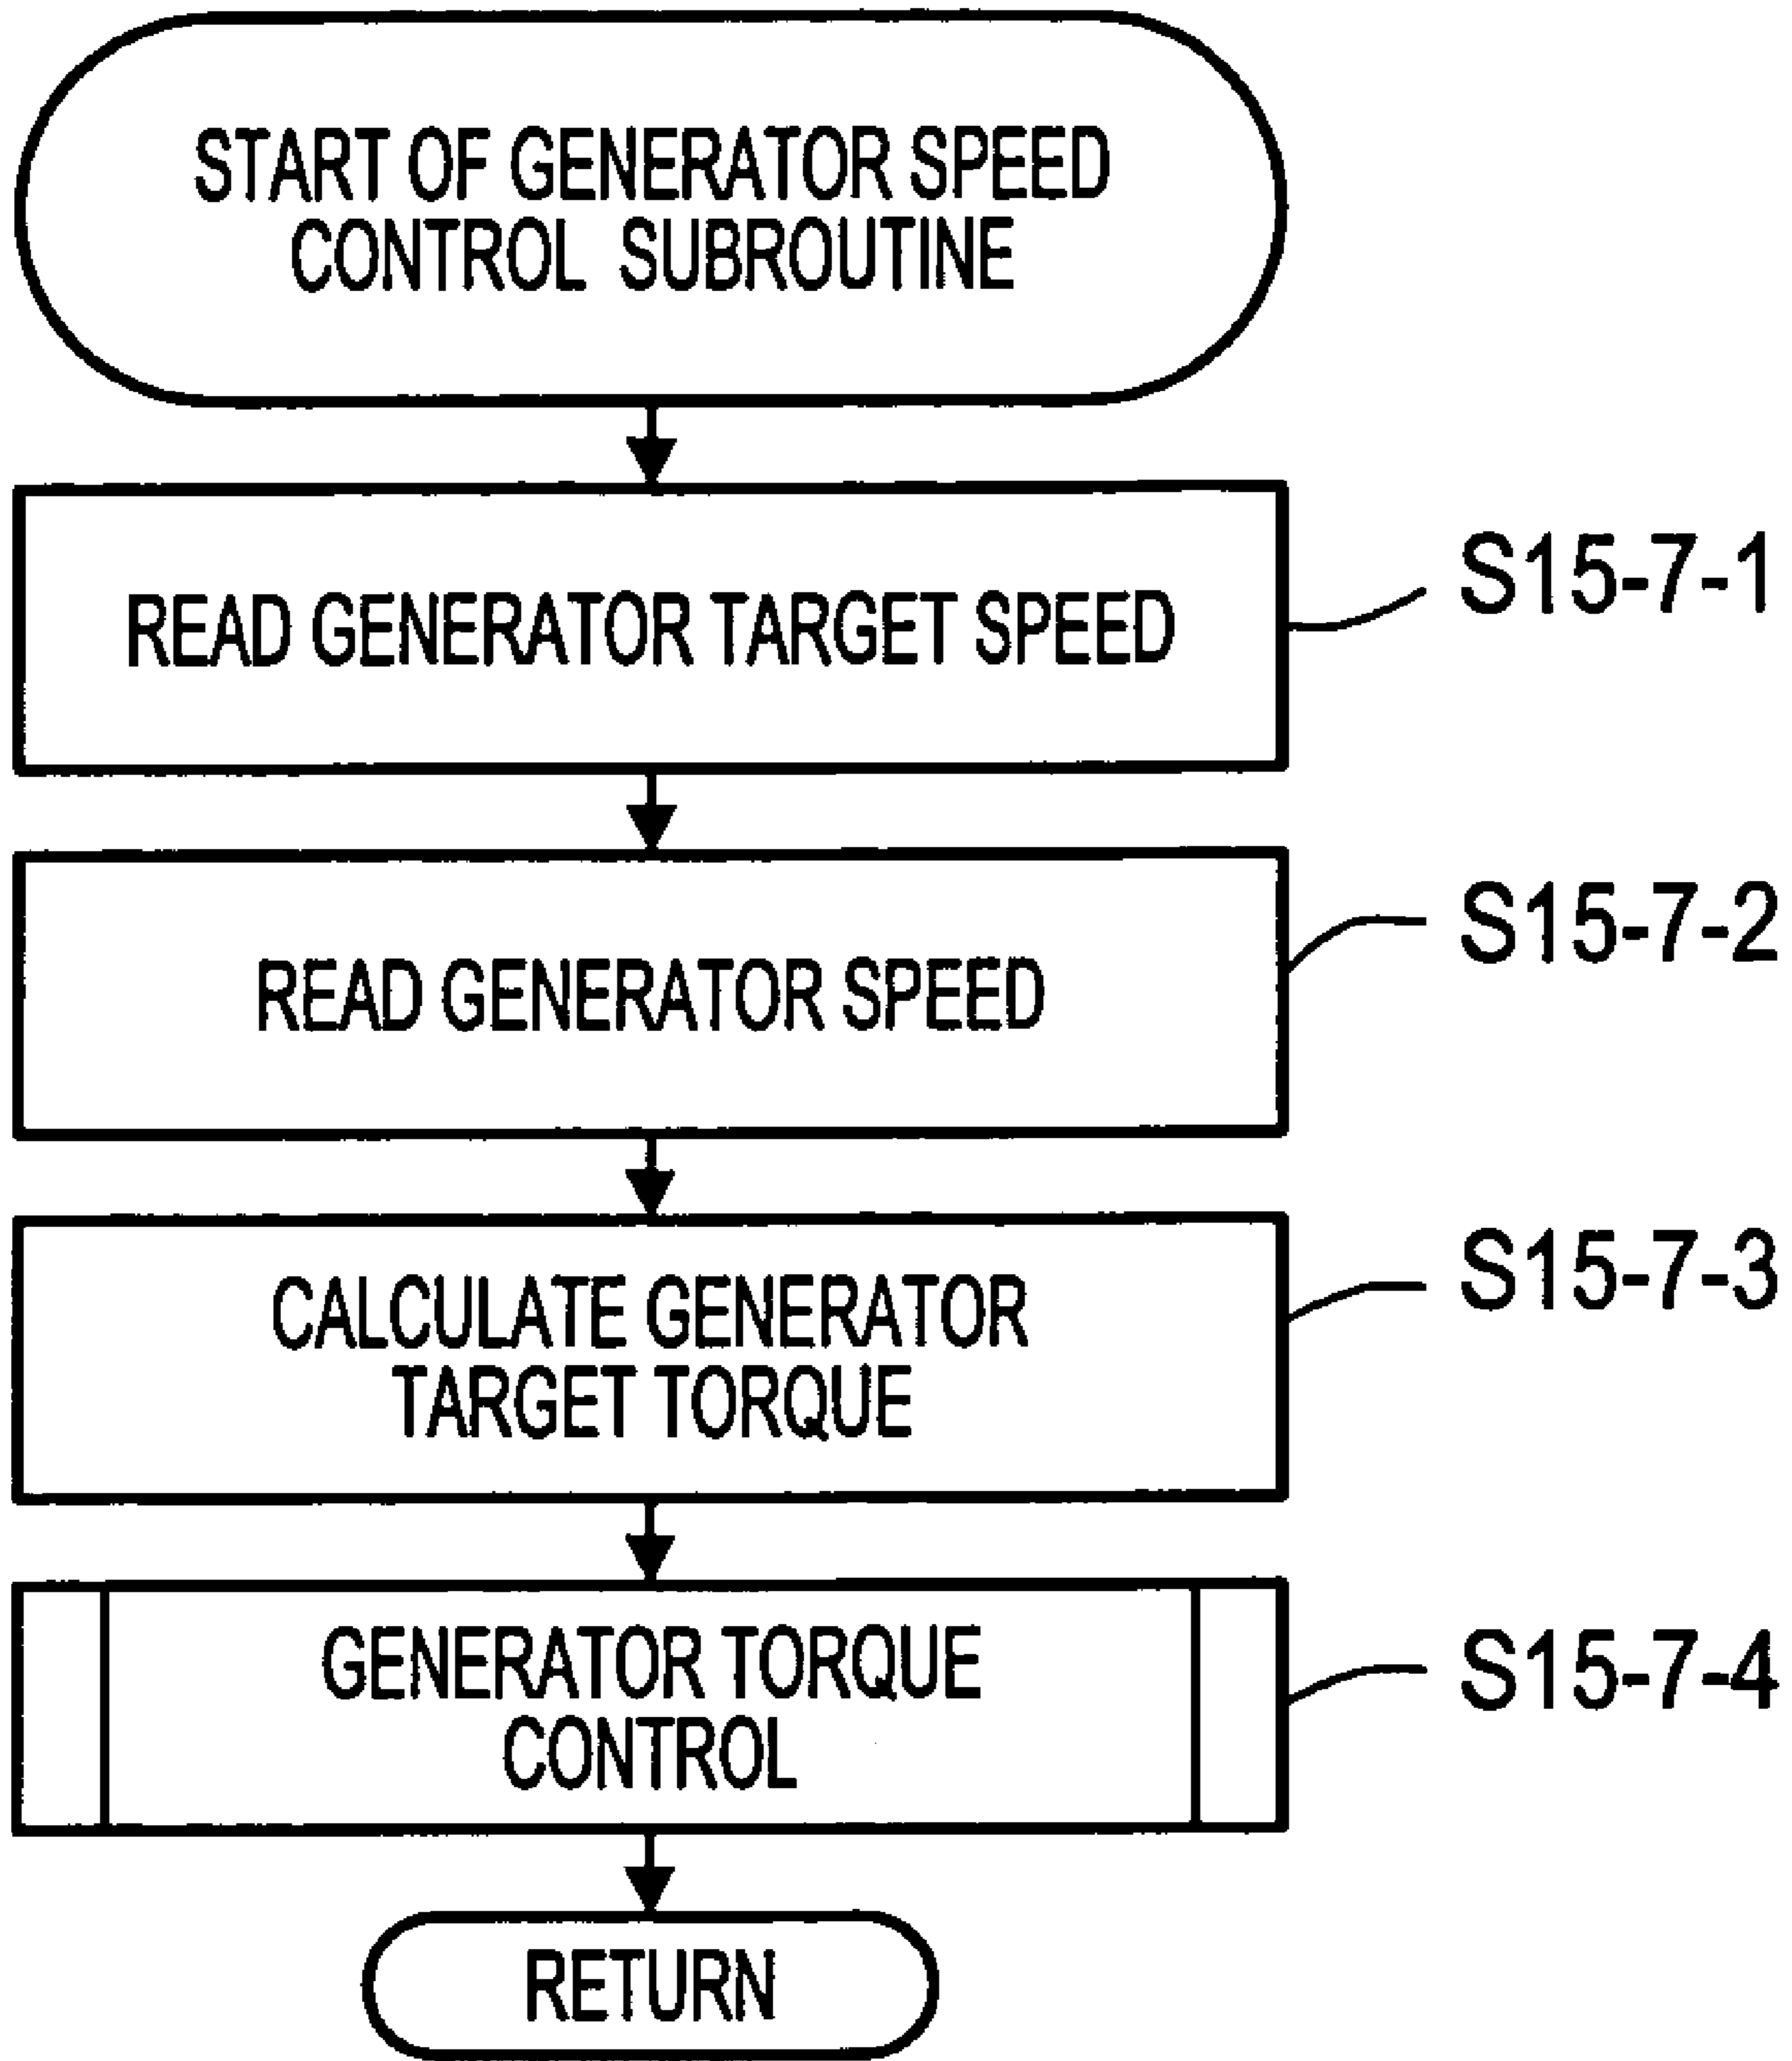 START OF GENERATOR SPEED
CONTROL SUBROUTINE
READ GENERATOR TARGET SPEED
S15-7-1
READ GENERATOR SPEED
S15-7-2
CALCULATE GENERATOR
TARGET TORQUE
S15-7-3
GENERATOR TORQUE
CONTROL
S15-7-4
RETURN